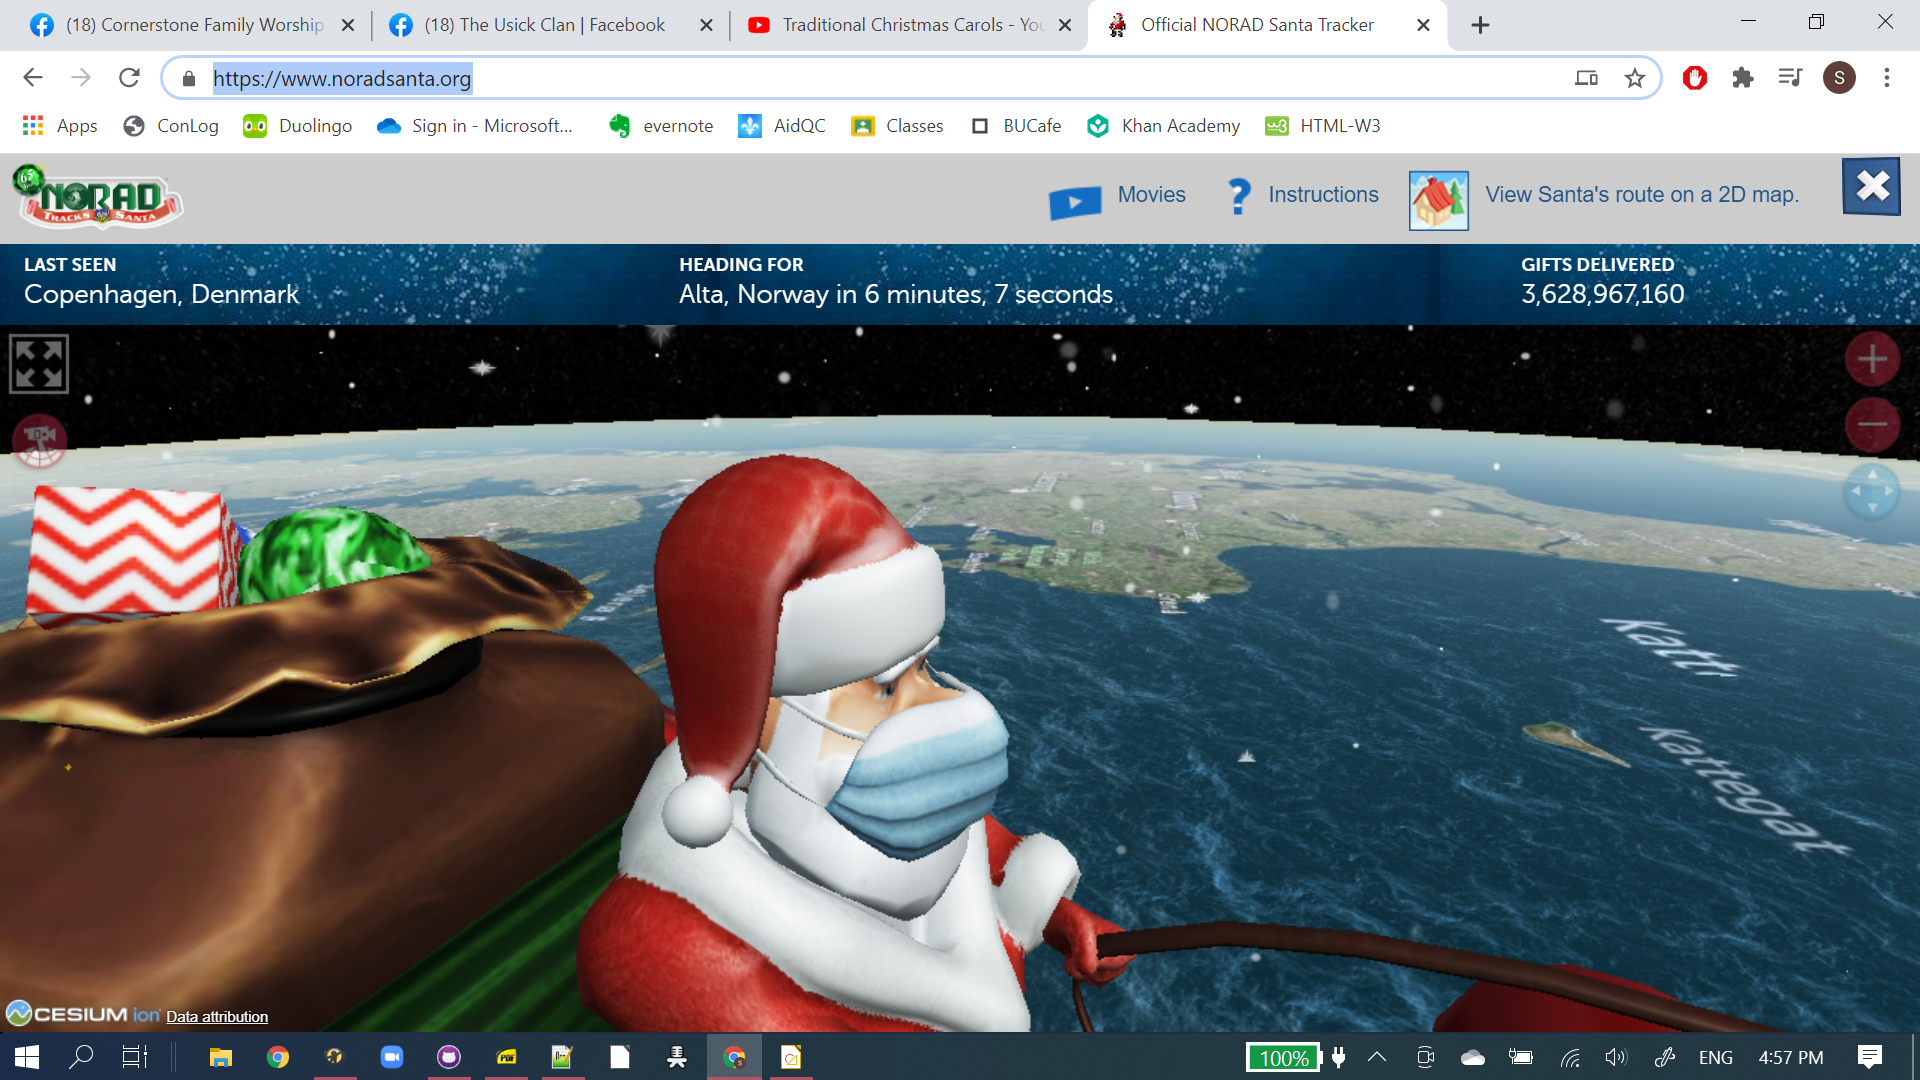 (18) Cornerstone Family Worship
(18) The Usick Clan | Facebook
Traditional Christmas Carols - You
Official NORAD Santa Tracker
https://www.noradsanta.org
S
Apps
ConLog
Duolingo
Sign in - Microsoft...
evernote
AidQC
Classes
BUCafe
Khan Academy
HTML-W3
65
NORAD
TRACKS SANTA
Movies
Instructions
View Santa's route on a 2D map.
LAST SEEN
Copenhagen, Denmark
HEADING FOR
Alta, Norway in 6 minutes, 7 seconds
GIFTS DELIVERED
3,628,967,160
Katt
Kattegat
CESIUM ion
Data attribution
PDF
100%
ENG
4:57 PM